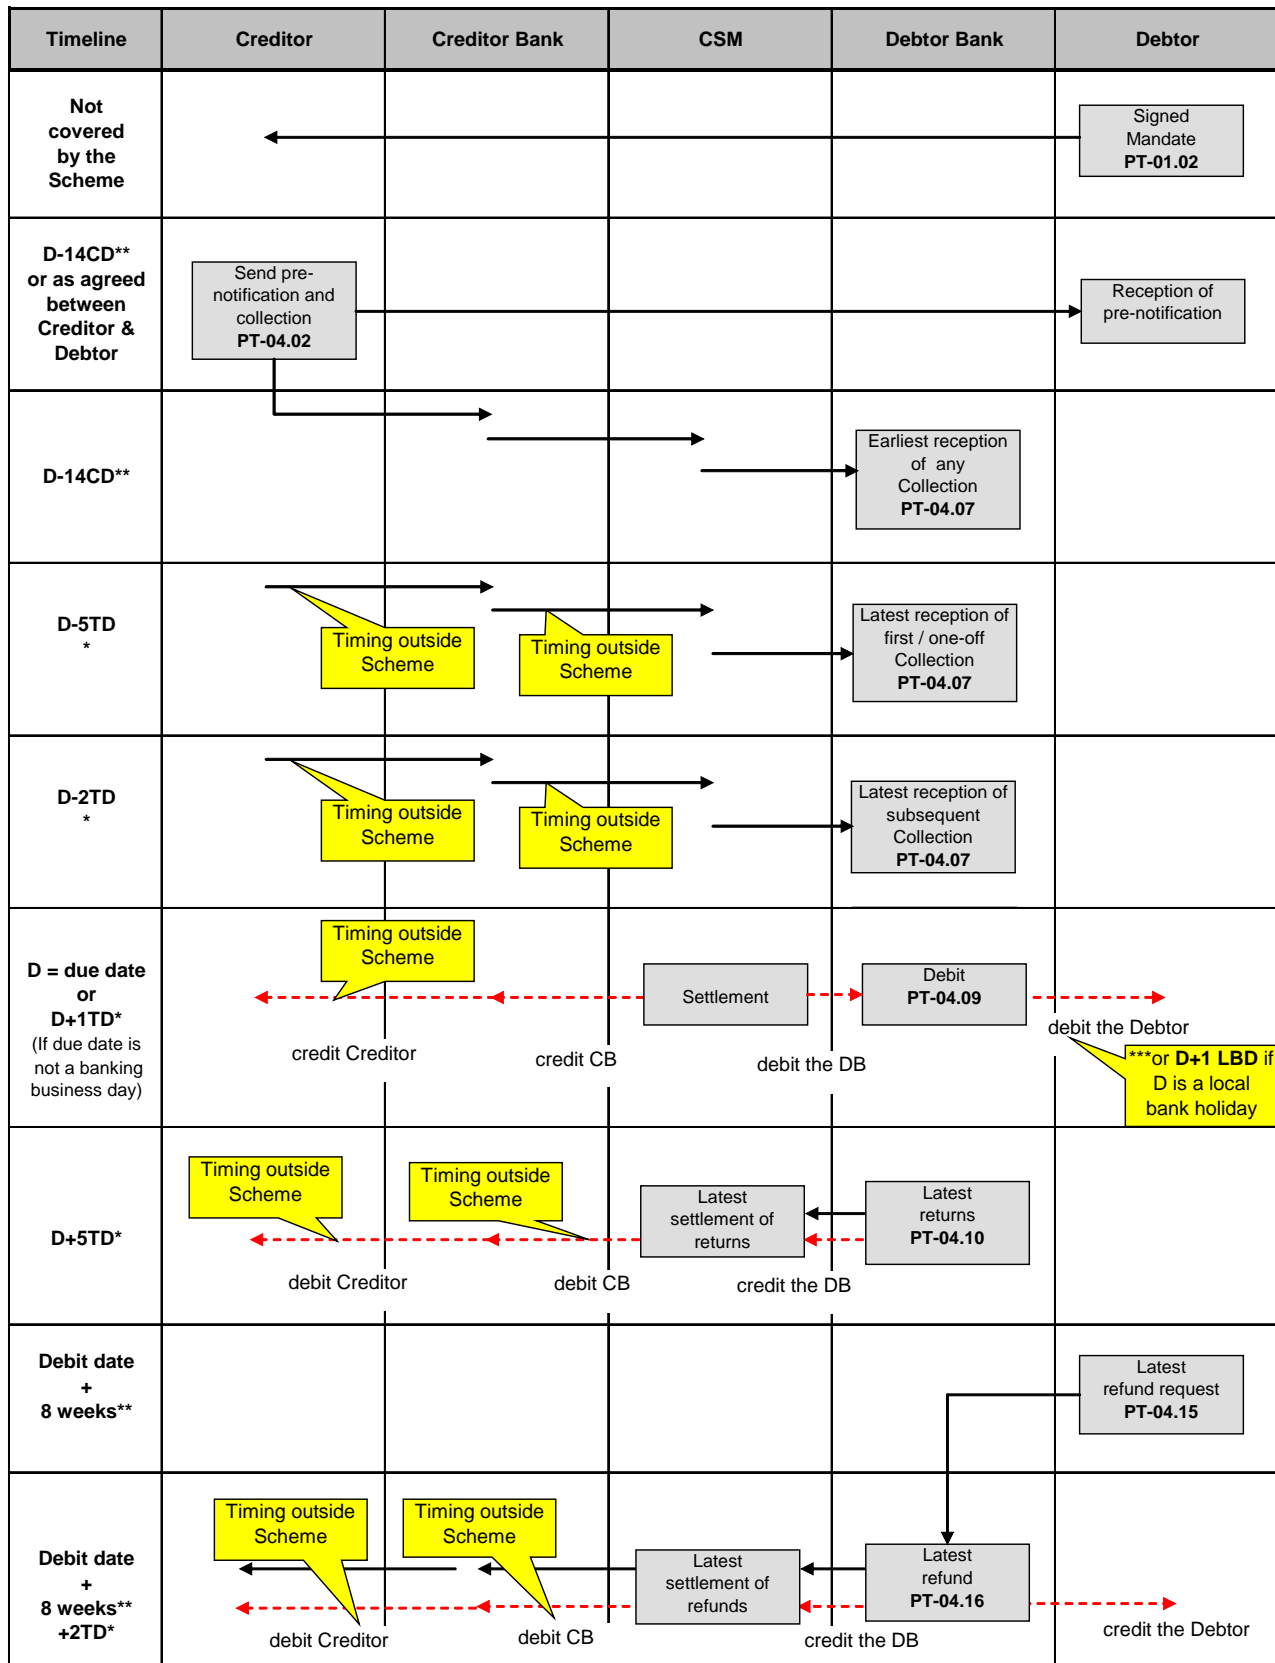 Timeline
Creditor
Creditor Bank
CSM
Debtor Bank
Debtor
Not
covered
by the
Scheme
Signed
Mandate
PT-01.02
D-14CD**
or as agreed
between
Creditor &
Debtor
Send pre-
notification and
collection
PT-04.02
Reception of
pre-notification
D-14CD**
Earliest reception
of any
Collection
PT-04.07
D-5TD
*
Timing outside
Scheme
Timing outside
Scheme
Latest reception of
first / one-off
Collection
PT-04.07
D-2TD
*
Timing outside
Scheme
Timing outside
Scheme
Latest reception of
subsequent
Collection
PT-04.07
D = due date
or
D+1TD*
(If due date is
not a banking
business day)
Timing outside
Scheme
credit Creditor
credit CB
Settlement
debit the DB
Debit
PT-04.09
debit the Debtor
***or D+1 LBD if
D is a local
bank holiday
D+5TD*
Timing outside
Scheme
debit Creditor
Timing outside
Scheme
debit CB
Latest
settlement of
returns
credit the DB
Latest
returns
PT-04.10
Debit date
+
8 weeks**
Latest
refund request
PT-04.15
Debit date
+
8 weeks**
+2TD*
Timing outside
Scheme
debit Creditor
Timing outside
Scheme
debit CB
Latest
settlement of
refunds
credit the DB
Latest
refund
PT-04.16
credit the Debtor